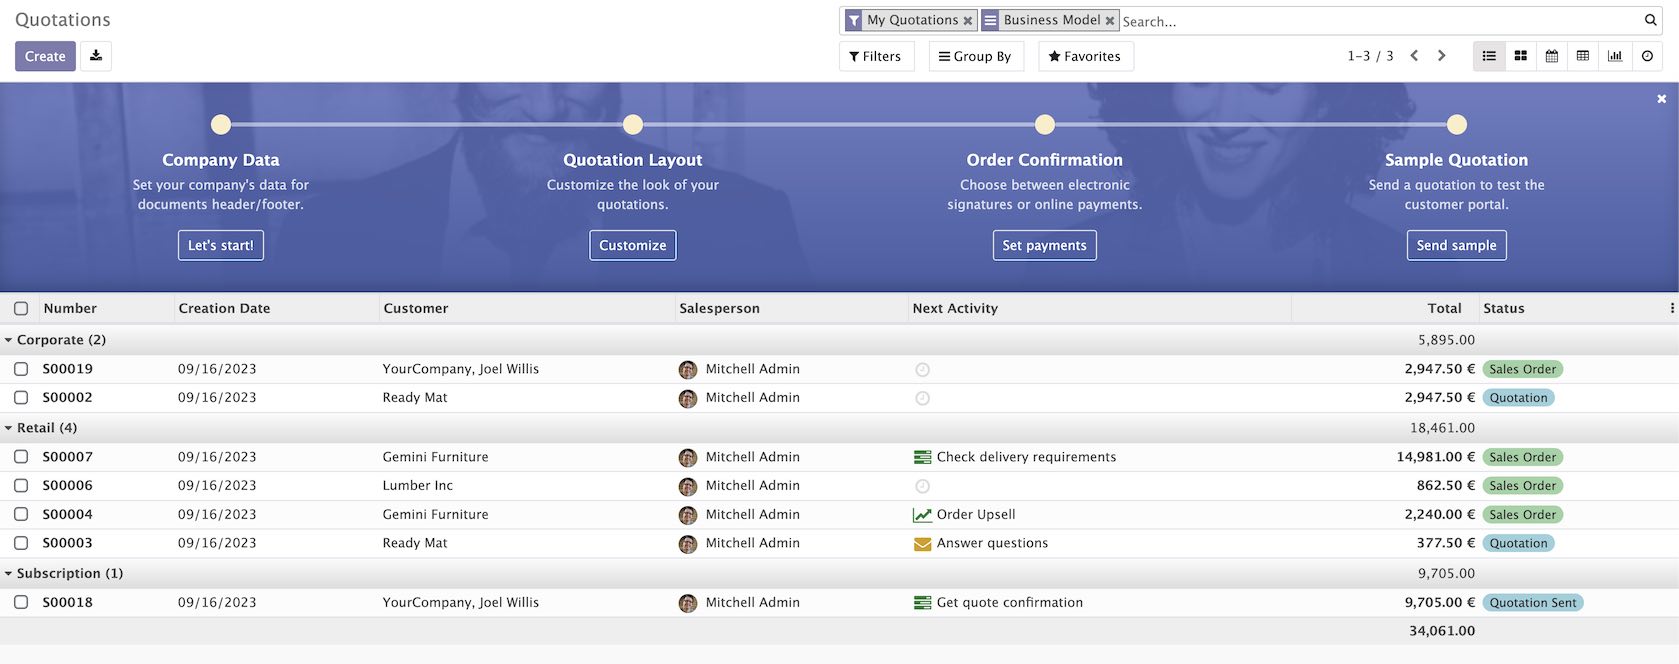 Quotations
My Quotations × Business Model × Search...
Create
Filters Group By Favorites 1-3 / 3
Company Data
Set your company's data for
documents header/footer.
Let's start!
Quotation Layout
Customize the look of your
quotations.
Customize
Order Confirmation
Choose between electronic
signatures or online payments.
Set payments
Sample Quotation
Send a quotation to test the
customer portal.
Send sample
Number Creation Date Customer Salesperson Next Activity Total Status
Corporate (2) 5,895.00
S00019 09/16/2023 YourCompany, Joel Willis Mitchell Admin 2,947.50 € Sales Order
S00002 09/16/2023 Ready Mat Mitchell Admin 2,947.50 € Quotation
Retail (4) 18,461.00
S00007 09/16/2023 Gemini Furniture Mitchell Admin Check delivery requirements 14,981.00 € Sales Order
S00006 09/16/2023 Lumber Inc Mitchell Admin 862.50 € Sales Order
S00004 09/16/2023 Gemini Furniture Mitchell Admin Order Upsell 2,240.00 € Sales Order
S00003 09/16/2023 Ready Mat Mitchell Admin Answer questions 377.50 € Quotation
Subscription (1) 9,705.00
S00018 09/16/2023 YourCompany, Joel Willis Mitchell Admin Get quote confirmation 9,705.00 € Quotation Sent
34,061.00